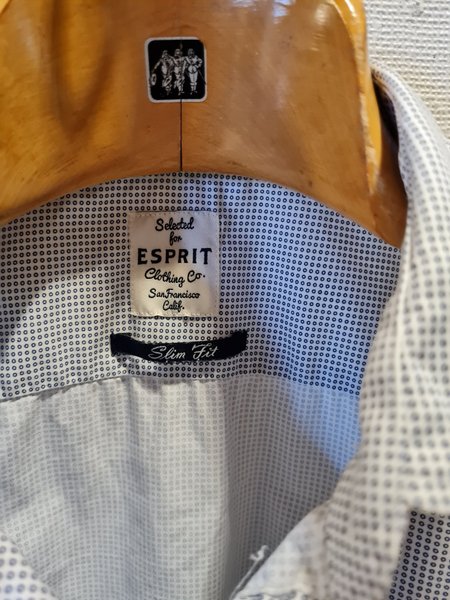 Selected
for
ESPRIT
Clothing Co.
San Francisco
Calif.
Slim Fit